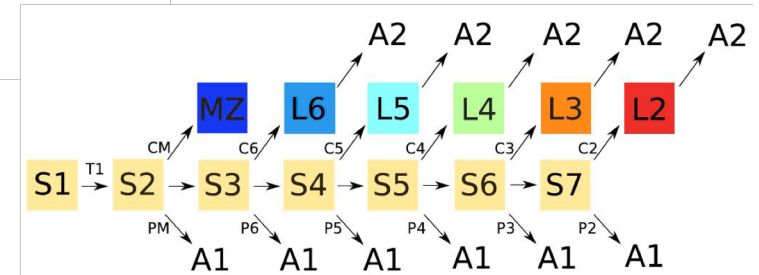 A2 A2 A2 A2 A2
MZ L6 L5 L4 L3 L2
CM C6 C5 C4 C3 C2
T1
S1 S2 S3 S4 S5 S6 S7
PM P6 P5 P4 P3 P2
A1 A1 A1 A1 A1 A1